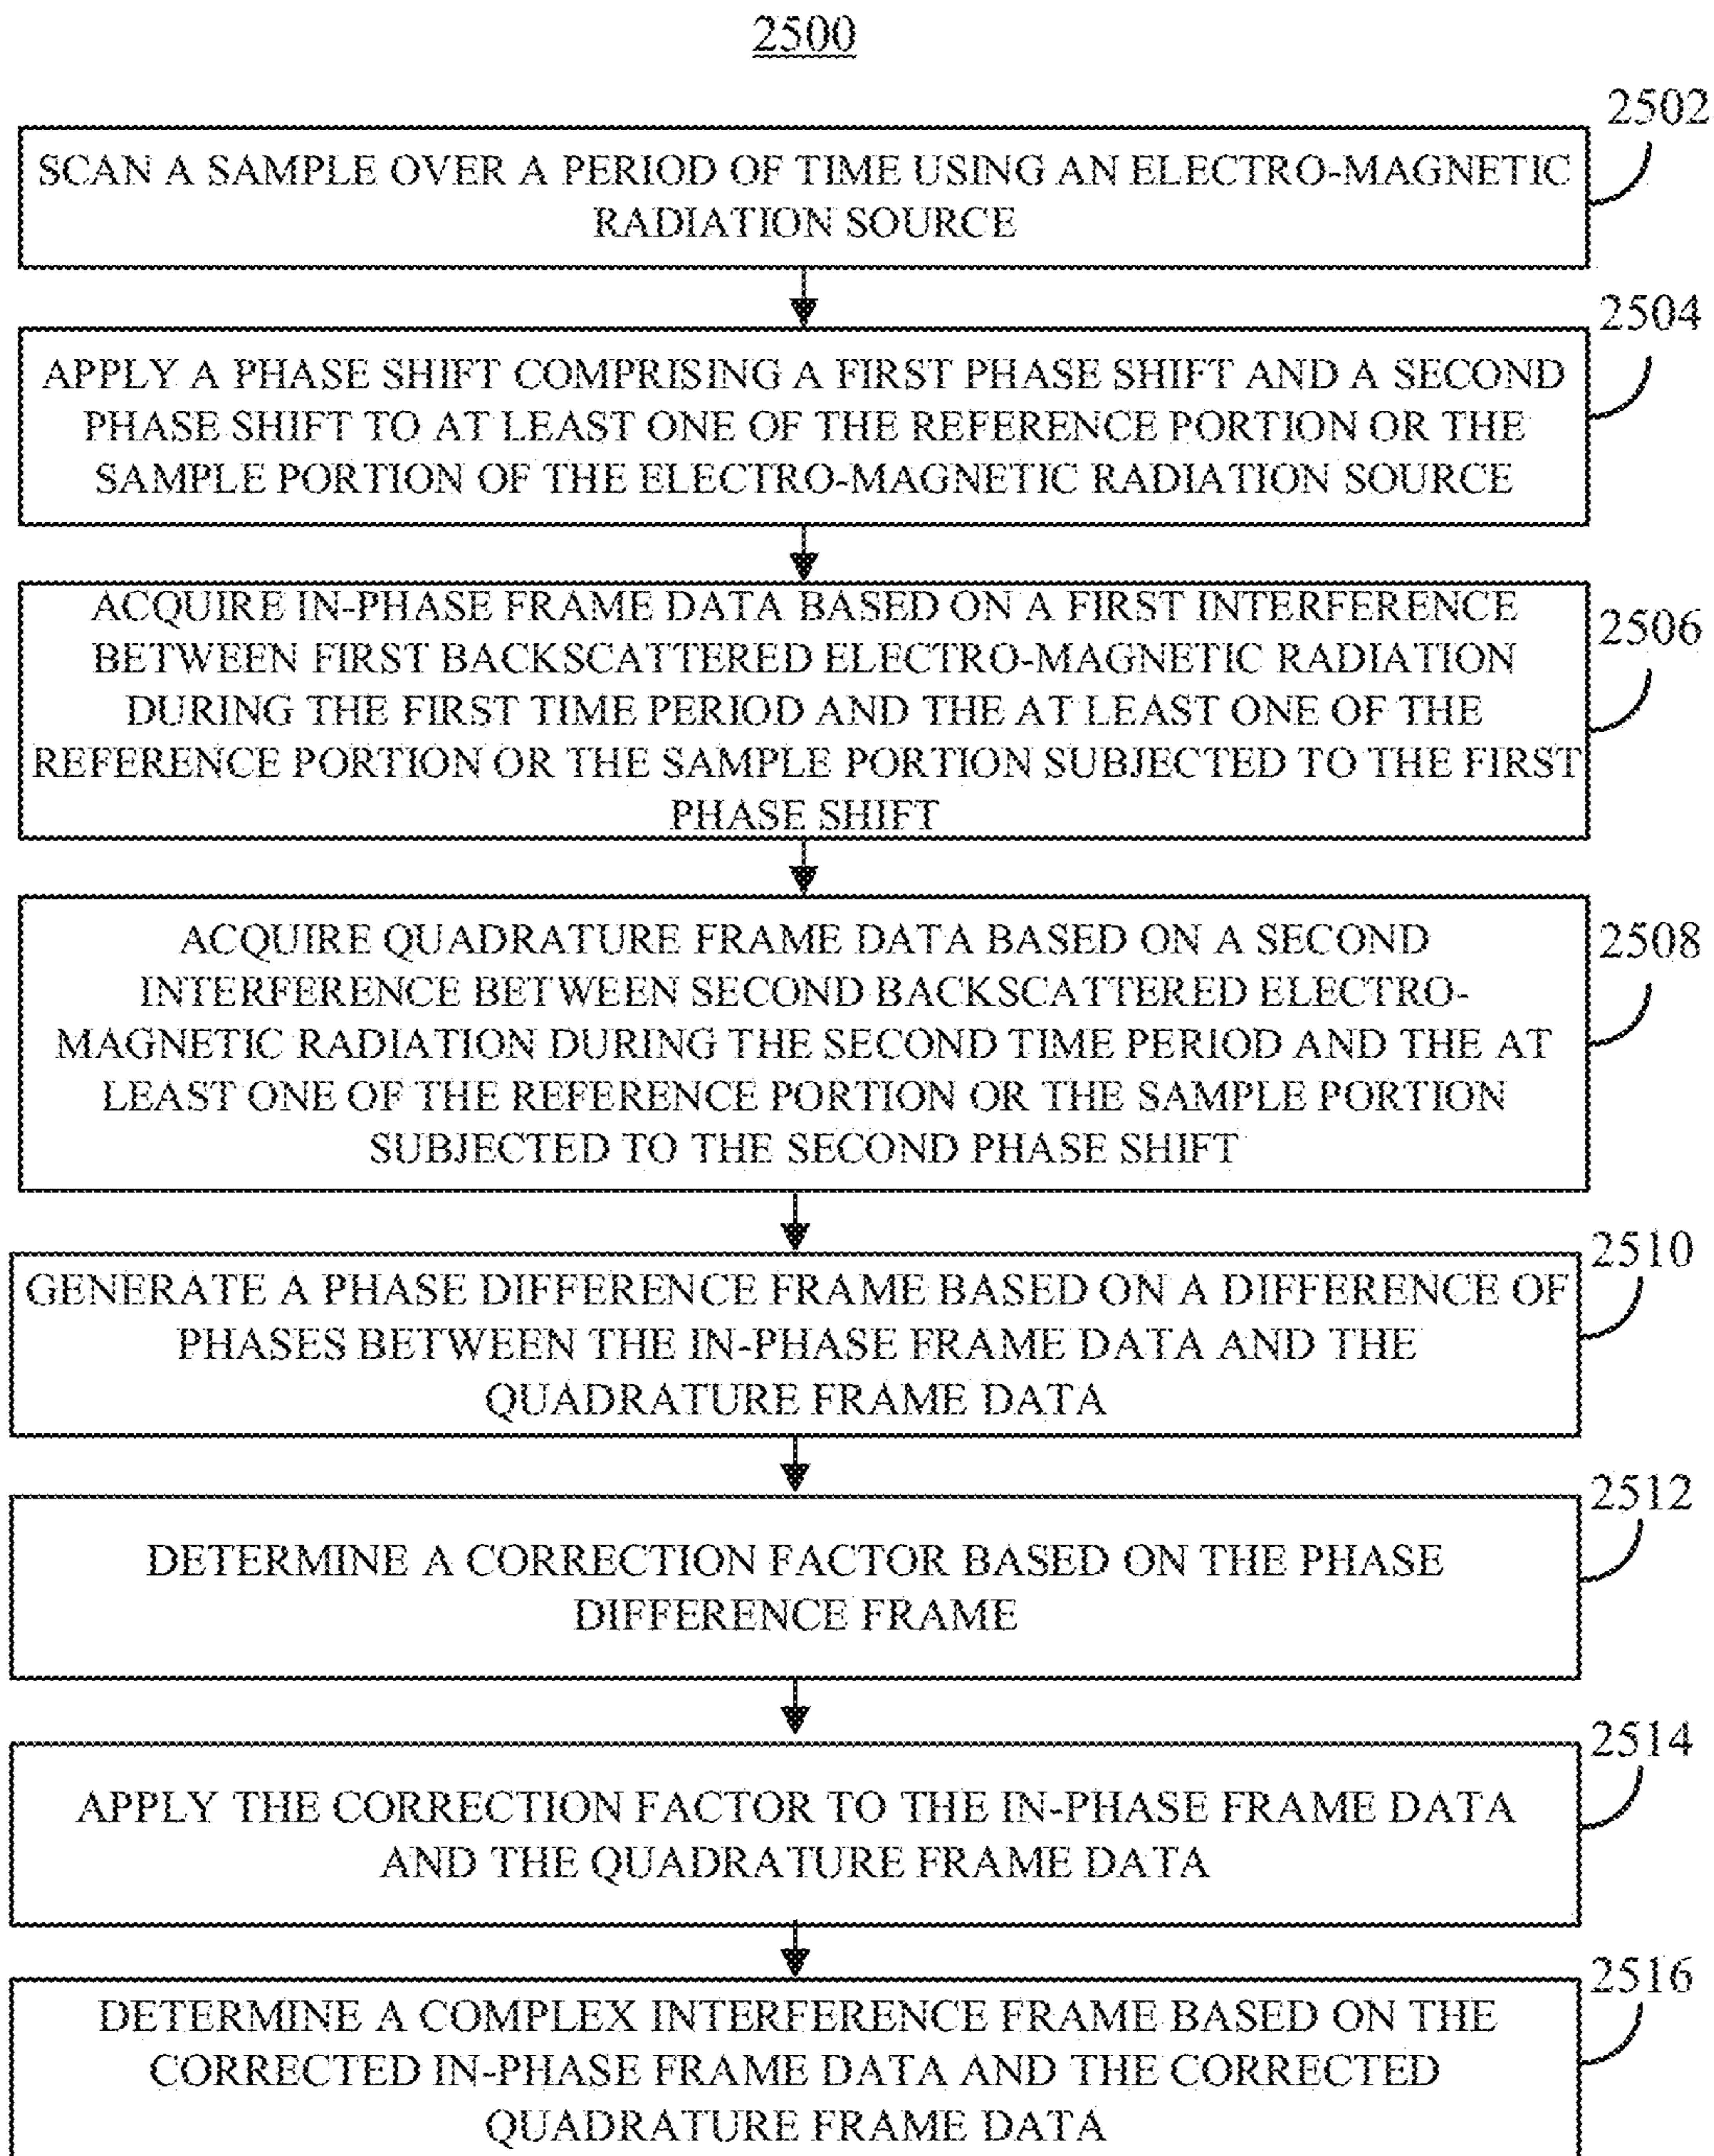 2500
2502
SCAN A SAMPLE OVER A PERIOD OF TIME USING AN ELECTRO-MAGNETIC
RADIATION SOURCE
2504
APPLY A PHASE SHIFT COMPRISING A FIRST PHASE SHIFT AND A SECOND
PHASE SHIFT TO AT LEAST ONE OF THE REFERENCE PORTION OR THE
SAMPLE PORTION OF THE ELECTRO-MAGNETIC RADIATION SOURCE
2506
ACQUIRE IN-PHASE FRAME DATA BASED ON A FIRST INTERFERENCE
BETWEEN FIRST BACKSCATTERED ELECTRO-MAGNETIC RADIATION
DURING THE FIRST TIME PERIOD AND THE AT LEAST ONE OF THE
REFERENCE PORTION OR THE SAMPLE PORTION SUBJECTED TO THE FIRST
PHASE SHIFT
2508
ACQUIRE QUADRATURE FRAME DATA BASED ON A SECOND
INTERFERENCE BETWEEN SECOND BACKSCATTERED ELECTRO-
MAGNETIC RADIATION DURING THE SECOND TIME PERIOD AND THE AT
LEAST ONE OF THE REFERENCE PORTION OR THE SAMPLE PORTION
SUBJECTED TO THE SECOND PHASE SHIFT
2510
GENERATE A PHASE DIFFERENCE FRAME BASED ON A DIFFERENCE OF
PHASES BETWEEN THE IN-PHASE FRAME DATA AND THE
QUADRATURE FRAME DATA
2512
DETERMINE A CORRECTION FACTOR BASED ON THE PHASE
DIFFERENCE FRAME
2514
APPLY THE CORRECTION FACTOR TO THE IN-PHASE FRAME DATA
AND THE QUADRATURE FRAME DATA
2516
DETERMINE A COMPLEX INTERFERENCE FRAME BASED ON THE
CORRECTED IN-PHASE FRAME DATA AND THE CORRECTED
QUADRATURE FRAME DATA